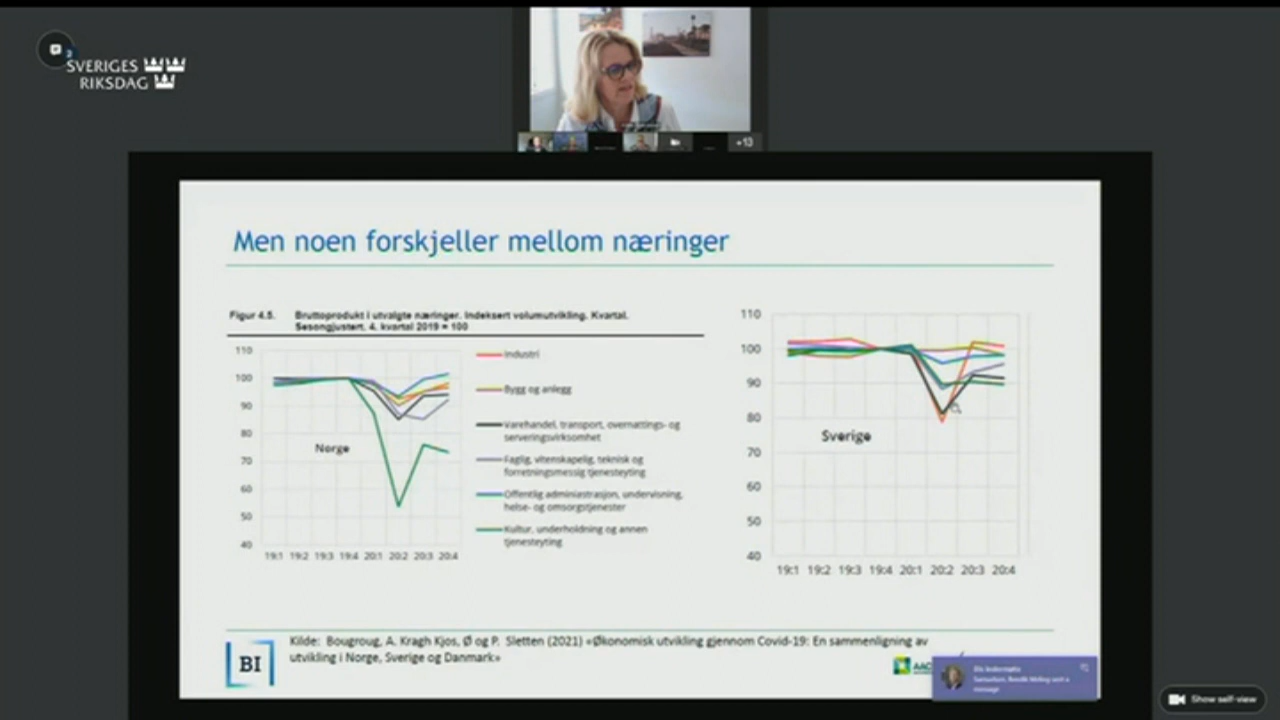 2
SVERIGES
RIKSDAG
+13
Men noen forskjeller mellom næringer
Figur 4.5. Bruttoprodukt i utvalgte næringer. Indeksert volumutvikling. Kvartal.
Sesongjustert. 4. kvartal 2019 = 100
110
100
90
80
70
60
50
40
Norge
19:1 19:2 19:3 19:4 20:1 20:2 20:3 20:4
Industri
Bygg og anlegg
Varehandel, transport, overnattings- og
serveringsvirksomhet
Faglig, vitenskapelig, teknisk og
forretningsmessig tjenesteyting
Offentlig administrasjon, undervisning,
helse- og omsorgstjenester
Kultur, underholdning og annen
tjenesteyting
110
100
90
80
70
60
50
40
Sverige
19:1 19:2 19:3 19:4 20:1 20:2 20:3 20:4
BI
Kilde: Bougroug, A. Kragh Kjos, Ø og P. Sletten (2021) «Økonomisk utvikling gjennom Covid-19: En sammenligning av
utvikling i Norge, Sverige og Danmark»
sent a
message
Show self-view